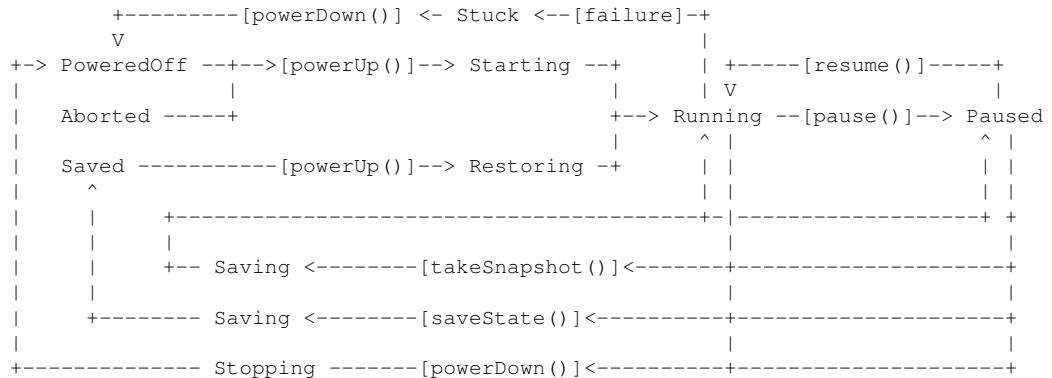 +---------[powerDown()] <- Stuck <--[failure]-+
V |
+-> PoweredOff --+-->[powerUp()]--> Starting --+ | +-----[resume()]-----+
| | | | V |
| Aborted -----+ +--> Running --[pause()]--> Paused
| | ^ | ^ |
| Saved -----------[powerUp()]--> Restoring -+ | | | |
| ^ | | | |
| | +-----------------------------------------+-|-------------------+ +
| | | | |
| | +-- Saving <--------[takeSnapshot()]<-------+---------------------+
| | | |
| +-------- Saving <--------[saveState()]<----------+---------------------+
| | |
+-------------- Stopping -------[powerDown()]<----------+---------------------+